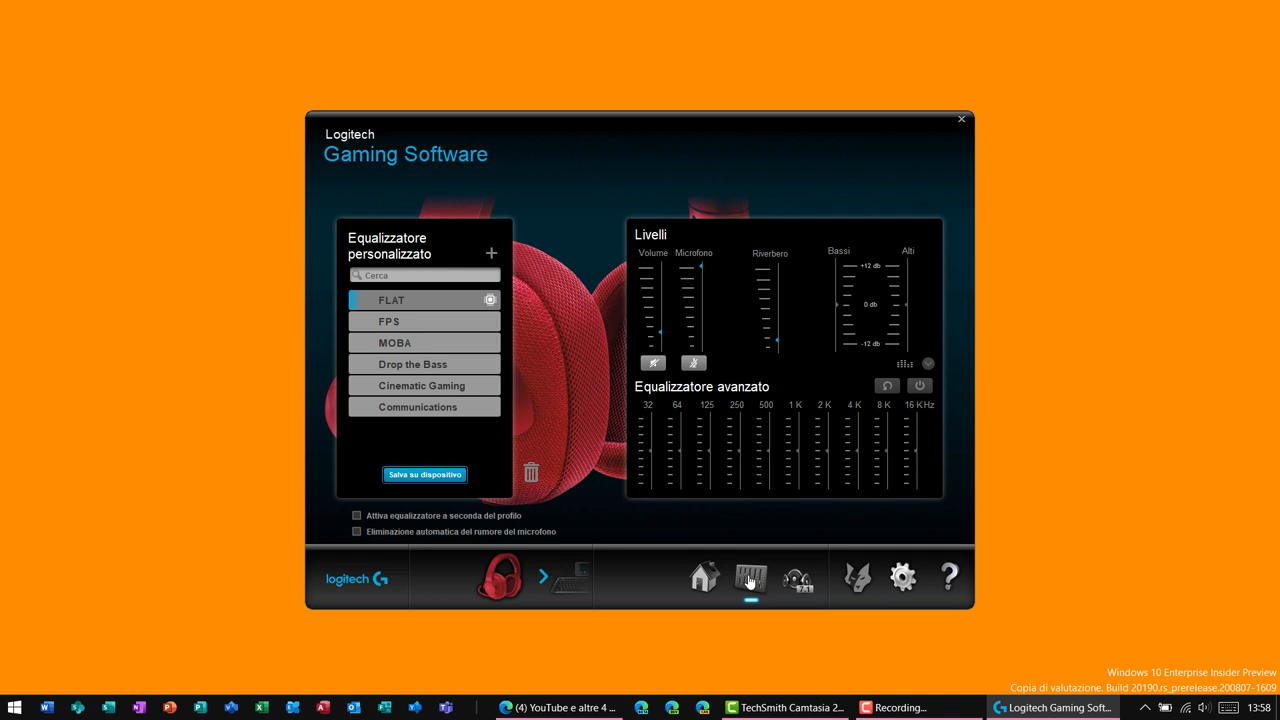 Logitech
Gaming Software
Equalizzatore
personalizzato
Cerca
FLAT
FPS
MOBA
Drop the Bass
Cinematic Gaming
Communications
Salva su dispositivo
Attiva equalizzatore a seconda del profilo
Eliminazione automatica del rumore del microfono
Livelli
Volume Microfono Riverbero Bassi Alti
+12 db
0 db
-12 db
Equalizzatore avanzato
32 64 125 250 500 1 K 2 K 4 K 8 K 16 KHz
logitech G
7.1
Windows 10 Enterprise Insider Preview
Copia di valutazione. Build 20190.rs_prerelease.200807-1609
(4) YouTube e altre 4 ... TechSmith Camtasia 2... Recording... Logitech Gaming Soft... 13:58